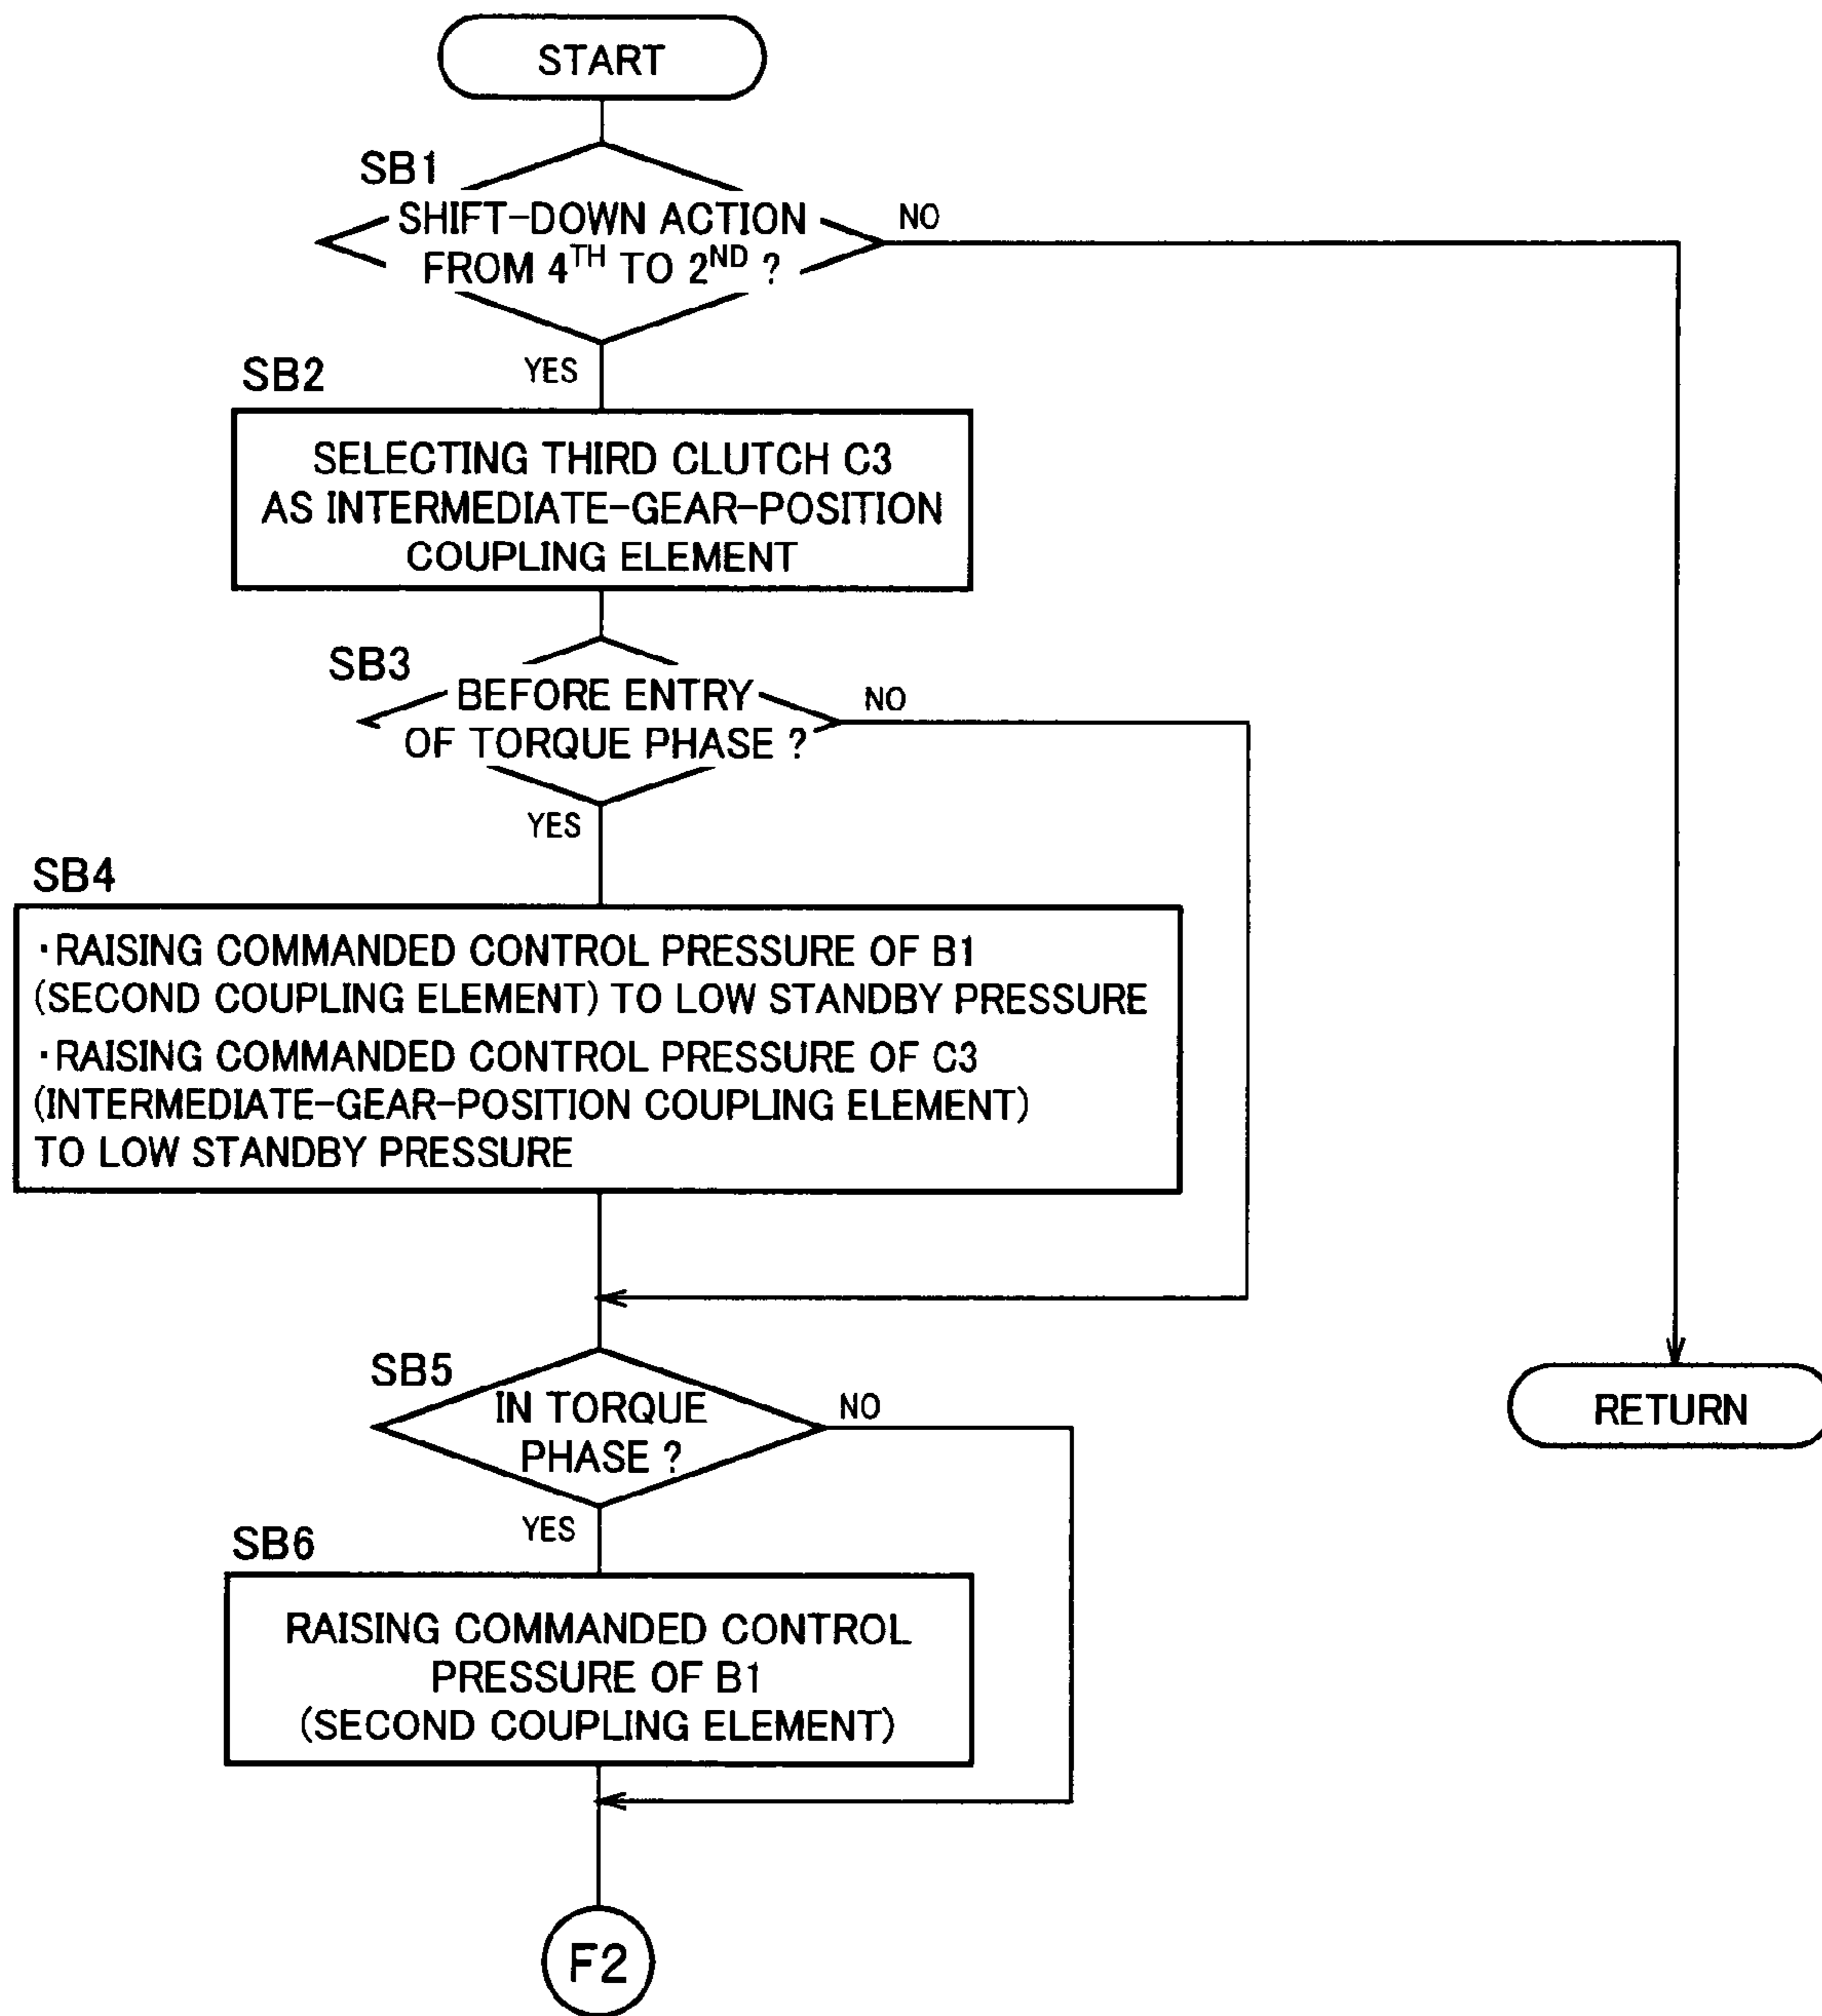 START
SB1
SHIFT-DOWN ACTION
FROM 4TH TO 2ND ?
NO
YES
SB2
SELECTING THIRD CLUTCH C3
AS INTERMEDIATE-GEAR-POSITION
COUPLING ELEMENT
SB3
BEFORE ENTRY
OF TORQUE PHASE ?
NO
YES
SB4
・RAISING COMMANDED CONTROL PRESSURE OF B1
(SECOND COUPLING ELEMENT) TO LOW STANDBY PRESSURE
・RAISING COMMANDED CONTROL PRESSURE OF C3
(INTERMEDIATE-GEAR-POSITION COUPLING ELEMENT)
TO LOW STANDBY PRESSURE
SB5
IN TORQUE
PHASE ?
NO
YES
RETURN
SB6
RAISING COMMANDED CONTROL
PRESSURE OF B1
(SECOND COUPLING ELEMENT)
F2